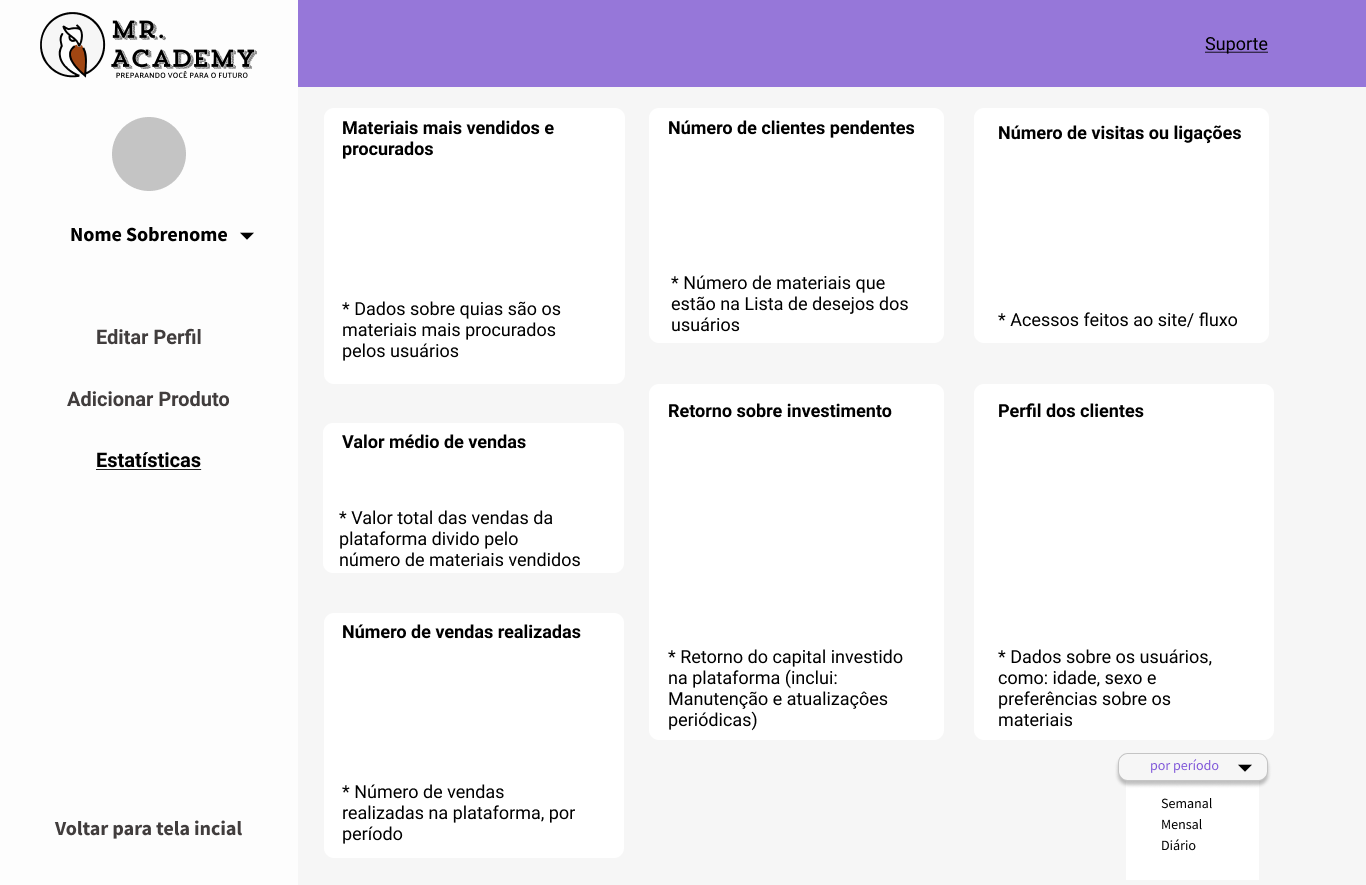 MR.
ACADEMY
PREPARANDO VOCÊ PARA O FUTURO
Nome Sobrenome
Editar Perfil
Adicionar Produto
Estatísticas
Voltar para tela incial
Suporte
Materiais mais vendidos e
procurados
* Dados sobre quias são os
materiais mais procurados
pelos usuários
Número de clientes pendentes
* Número de materiais que
estão na Lista de desejos dos
usuários
Número de visitas ou ligações
* Acessos feitos ao site/ fluxo
Valor médio de vendas
* Valor total das vendas da
plataforma divido pelo
número de materiais vendidos
Retorno sobre investimento
* Retorno do capital investido
na plataforma (inclui:
Manutenção e atualizaçôes
periódicas)
Perfil dos clientes
* Dados sobre os usuários,
como: idade, sexo e
preferências sobre os
materiais
Número de vendas realizadas
* Número de vendas
realizadas na plataforma, por
período
por período
Semanal
Mensal
Diário